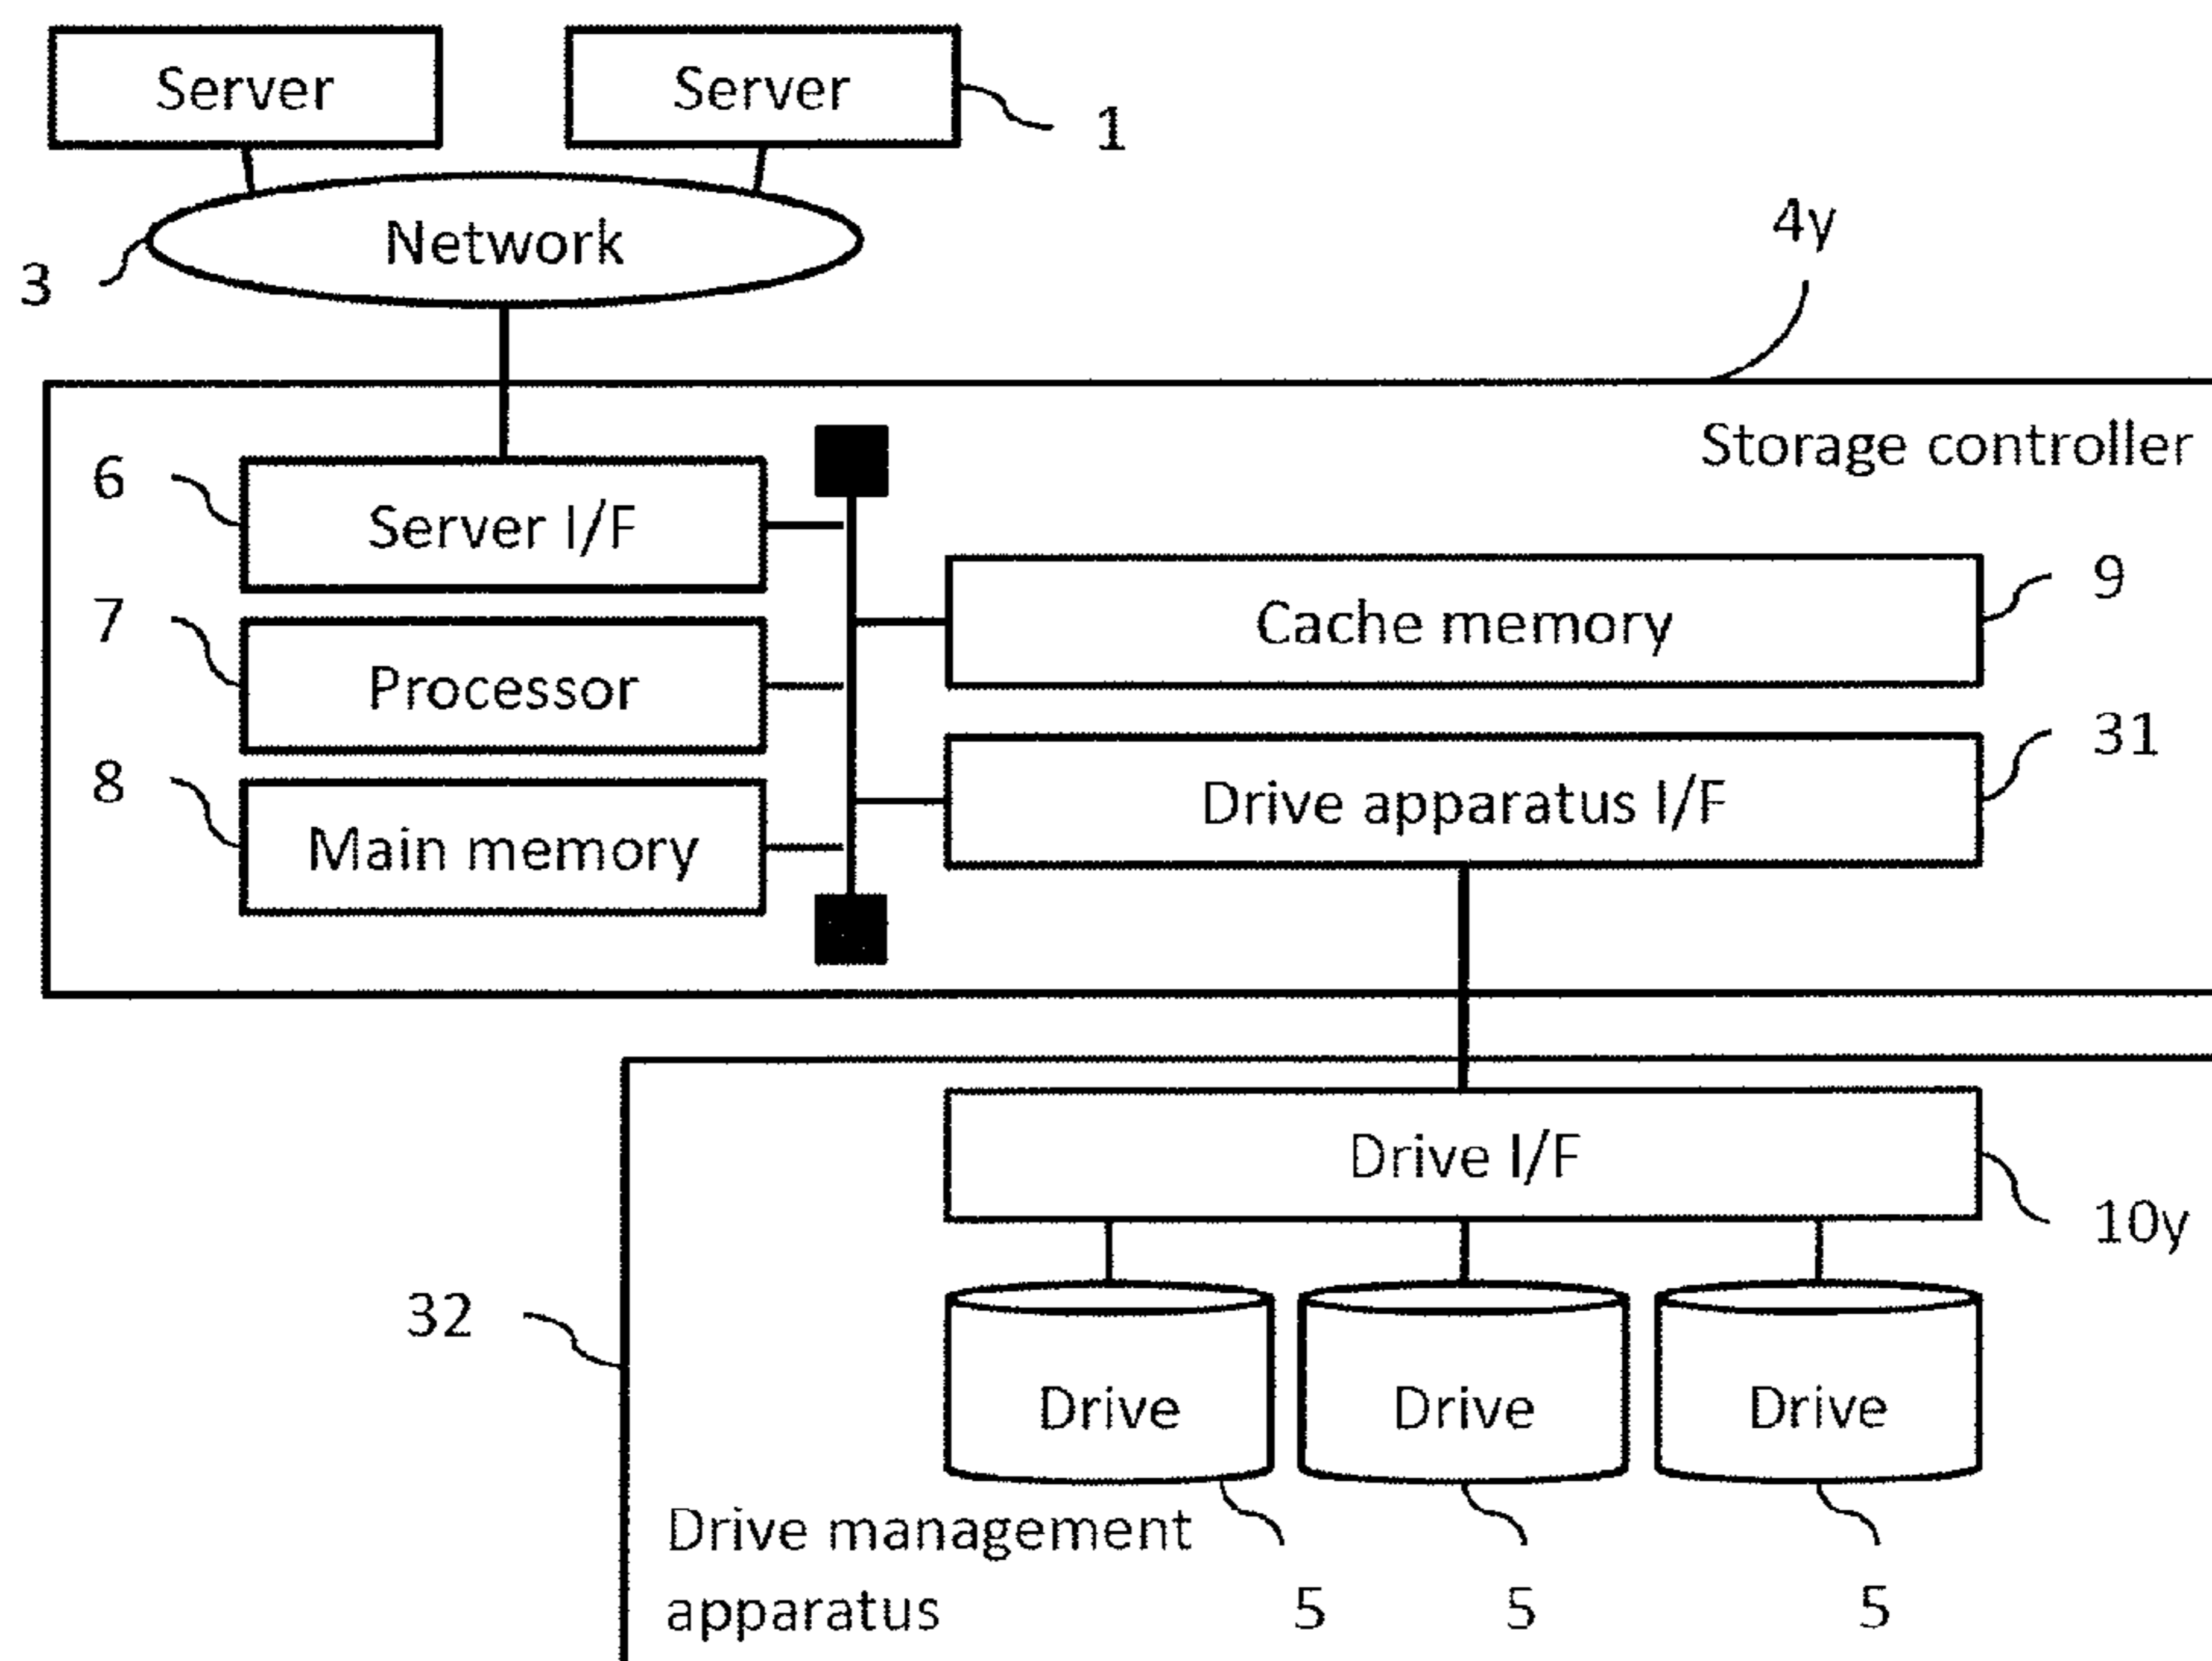 Server
Server
1
Network
3
4y
Storage controller
6
Server I/F
9
Cache memory
7
Processor
31
Drive apparatus I/F
8
Main memory
Drive I/F
10y
32
Drive
Drive
Drive
Drive management
apparatus
5
5
5